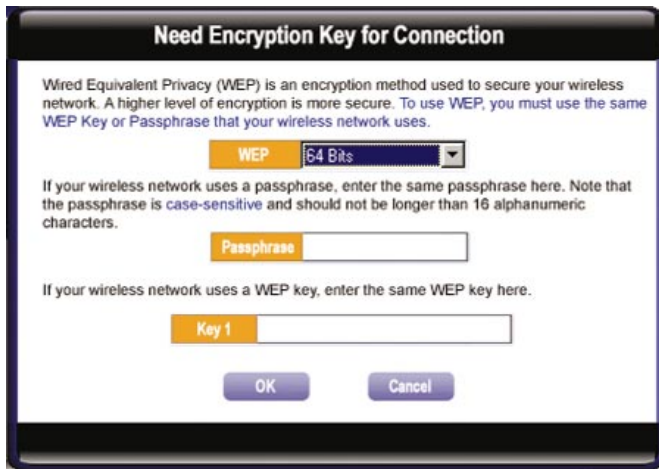 Need Encryption Key for Connection
Wired Equivalent Privacy (WEP) is an encryption method used to secure your wireless
network. A higher level of encryption is more secure. To use WEP, you must use the same
WEP Key or Passphrase that your wireless network uses.
WEP 64 Bits
If your wireless network uses a passphrase, enter the same passphrase here. Note that
the passphrase is case-sensitive and should not be longer than 16 alphanumeric
characters.
Passphrase
If your wireless network uses a WEP key, enter the same WEP key here.
Key 1
OK Cancel